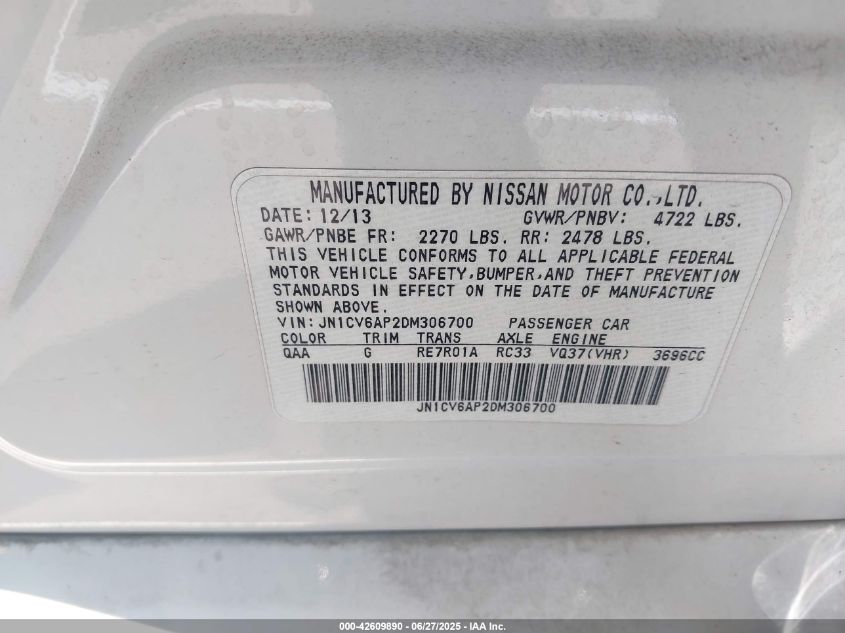 MANUFACTURED BY NISSAN MOTOR CO.,LTD.
DATE: 12/13 GVWR/PNBV: 4722 LBS.
GAWR/PNBE FR: 2270 LBS. RR: 2478 LBS.
THIS VEHICLE CONFORMS TO ALL APPLICABLE FEDERAL
MOTOR VEHICLE SAFETY,BUMPER,AND THEFT PREVENTION
STANDARDS IN EFFECT ON THE DATE OF MANUFACTURE
SHOWN ABOVE.
VIN:JN1CV6AP2DM306700 PASSENGER CAR
COLOR TRIM TRANS AXLE ENGINE
QAA G RE7R01A RC33 VQ37(VHR) 3696CC
JN1CV6AP2DM306700
000-42609890 - 06/27/2025 - IAA Inc.